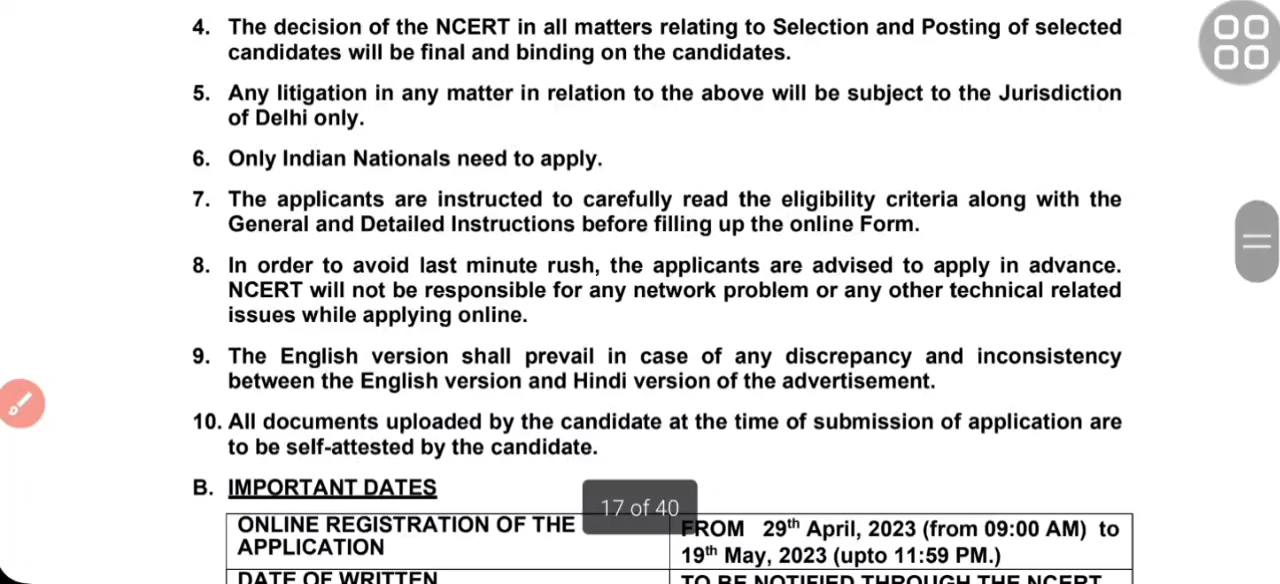 4. The decision of the NCERT in all matters relating to Selection and Posting of selected
candidates will be final and binding on the candidates.
5. Any litigation in any matter in relation to the above will be subject to the Jurisdiction
of Delhi only.
6. Only Indian Nationals need to apply.
7. The applicants are instructed to carefully read the eligibility criteria along with the
General and Detailed Instructions before filling up the online Form.
8. In order to avoid last minute rush, the applicants are advised to apply in advance.
NCERT will not be responsible for any network problem or any other technical related
issues while applying online.
9. The English version shall prevail in case of any discrepancy and inconsistency
between the English version and Hindi version of the advertisement.
10. All documents uploaded by the candidate at the time of submission of application are
to be self-attested by the candidate.
B. IMPORTANT DATES
17 of 40
ONLINE REGISTRATION OF THE
APPLICATION
FROM 29th April, 2023 (from 09:00 AM) to
19th May, 2023 (upto 11:59 PM.)
DATE OF WRITTEN
TO BE NOTIFIED THROUGH THE NCERT